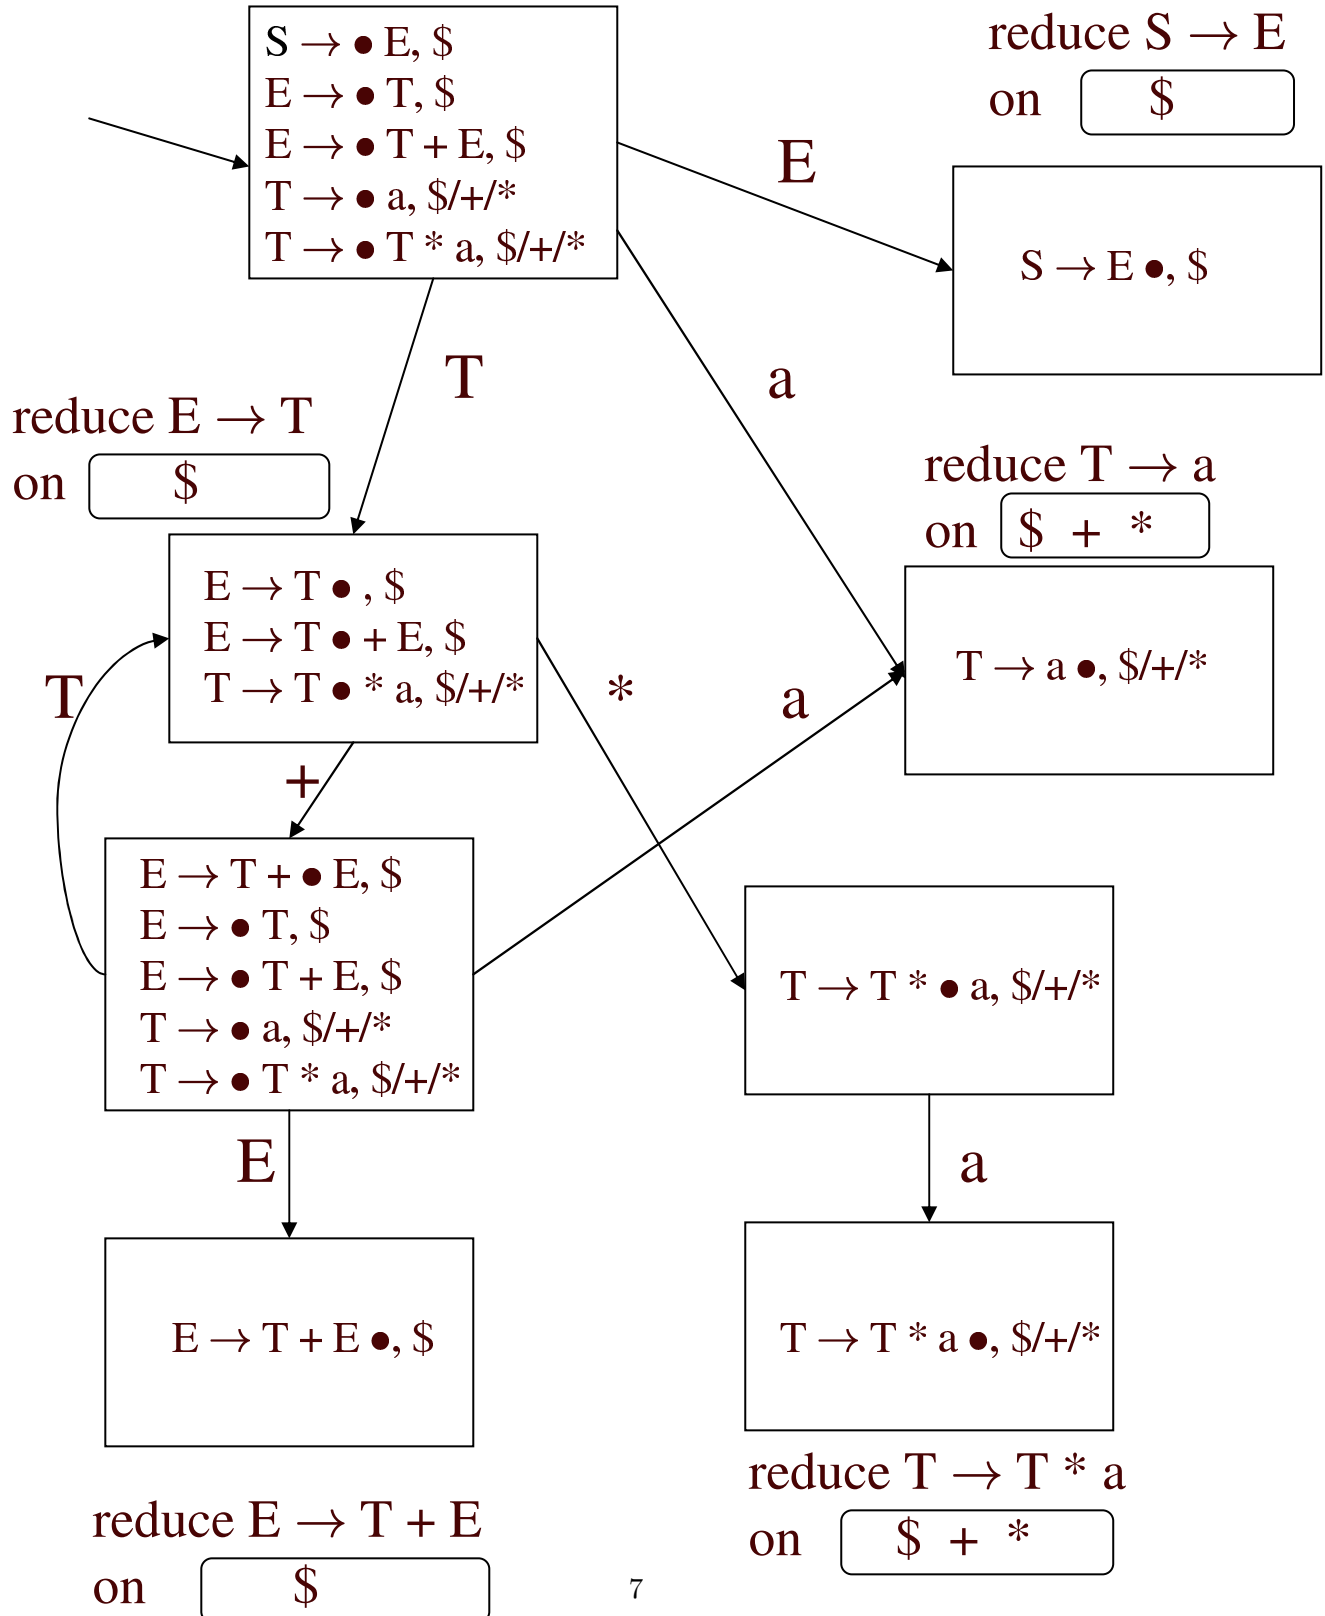 S → • E, $
E → • T, $
E → • T + E, $
T → • a, $/+/*
T → • T * a, $/+/*
reduce S → E
on $
E
S → E •, $
T
a
reduce E → T
on $
reduce T → a
on $ + *
E → T • , $
E → T • + E, $
T → T • * a, $/+/*
T → a •, $/+/*
T
*
a
+
E → T + • E, $
E → • T, $
E → • T + E, $
T → • a, $/+/*
T → • T * a, $/+/*
T → T * • a, $/+/*
E
a
E → T + E •, $
T → T * a •, $/+/*
reduce T → T * a
on $ + *
reduce E → T + E
on $
7